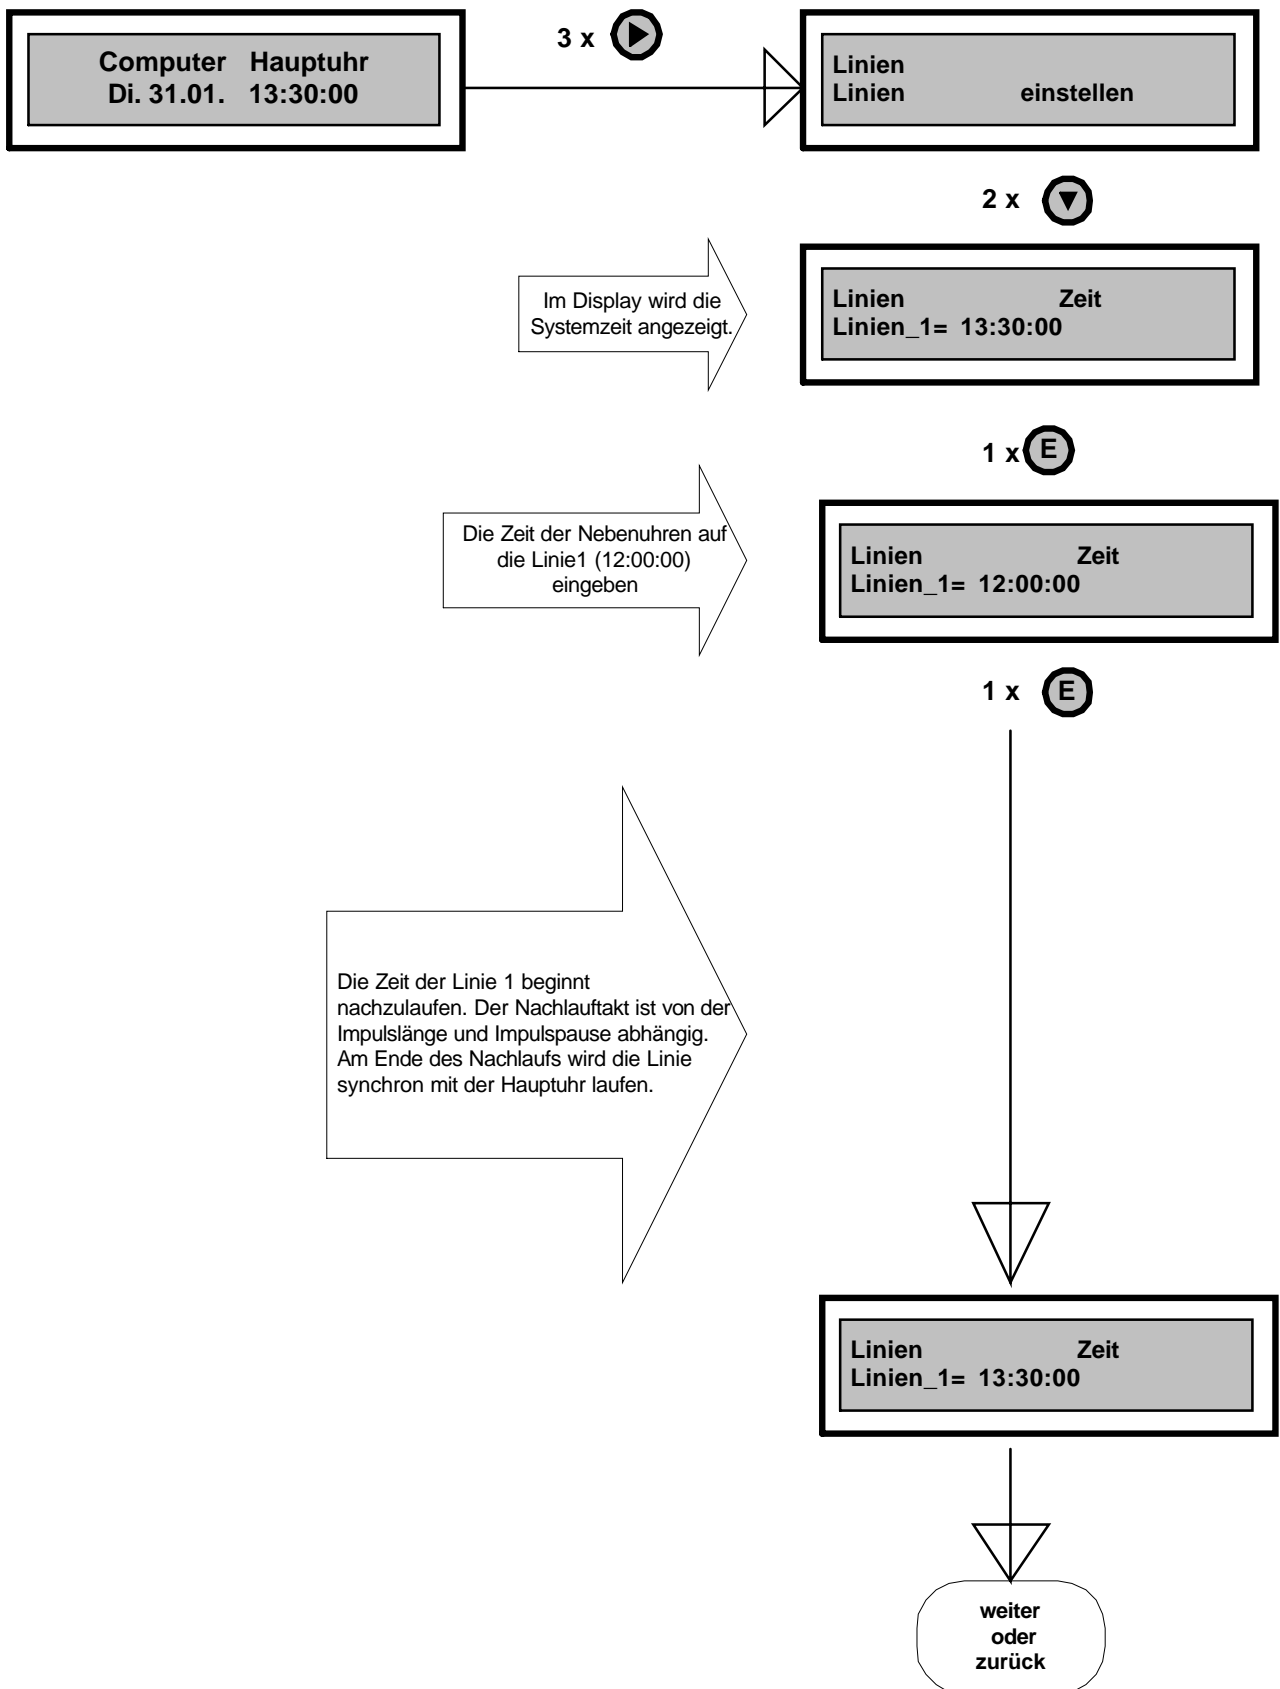 Computer Hauptuhr
Di. 31.01. 13:30:00
3 x
Linien
Linien einstellen
2 x
Im Display wird die
Systemzeit angezeigt.
Linien Zeit
Linien_1= 13:30:00
1 x E
Die Zeit der Nebenuhren auf
die Linie1 (12:00:00)
eingeben
Linien Zeit
Linien_1= 12:00:00
1 x E
Die Zeit der Linie 1 beginnt
nachzulaufen. Der Nachlauftakt ist von der
Impulslänge und Impulspause abhängig.
Am Ende des Nachlaufs wird die Linie
synchron mit der Hauptuhr laufen.
Linien Zeit
Linien_1= 13:30:00
weiter
oder
zurück